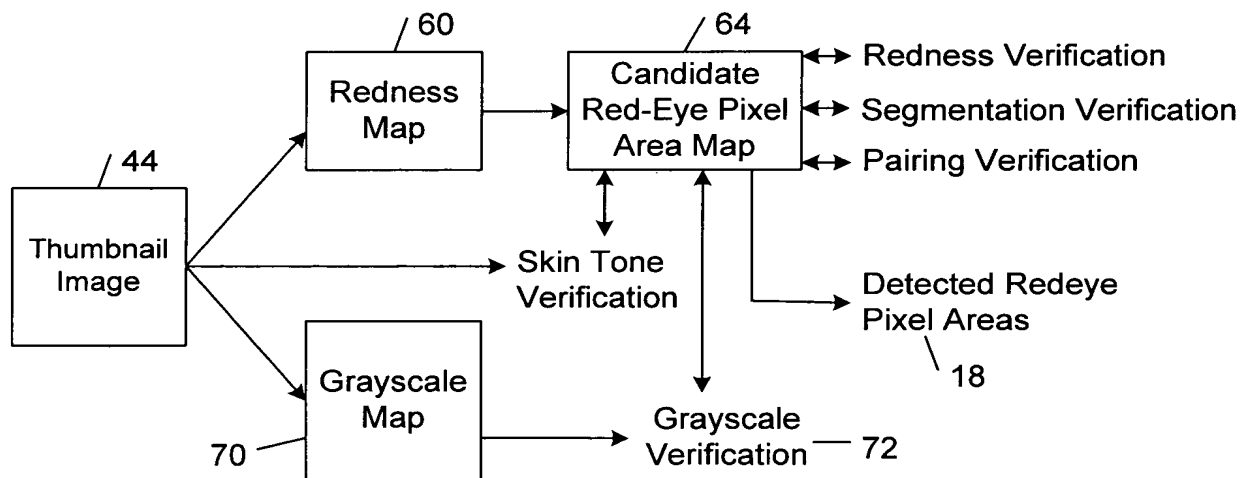 60
64
Redness
Map
Candidate
Red-Eye Pixel
Area Map
Redness Verification
Segmentation Verification
Pairing Verification
44
Thumbnail
Image
Skin Tone
Verification
Detected Redeye
Pixel Areas
18
Grayscale
Map
70
Grayscale
Verification
72